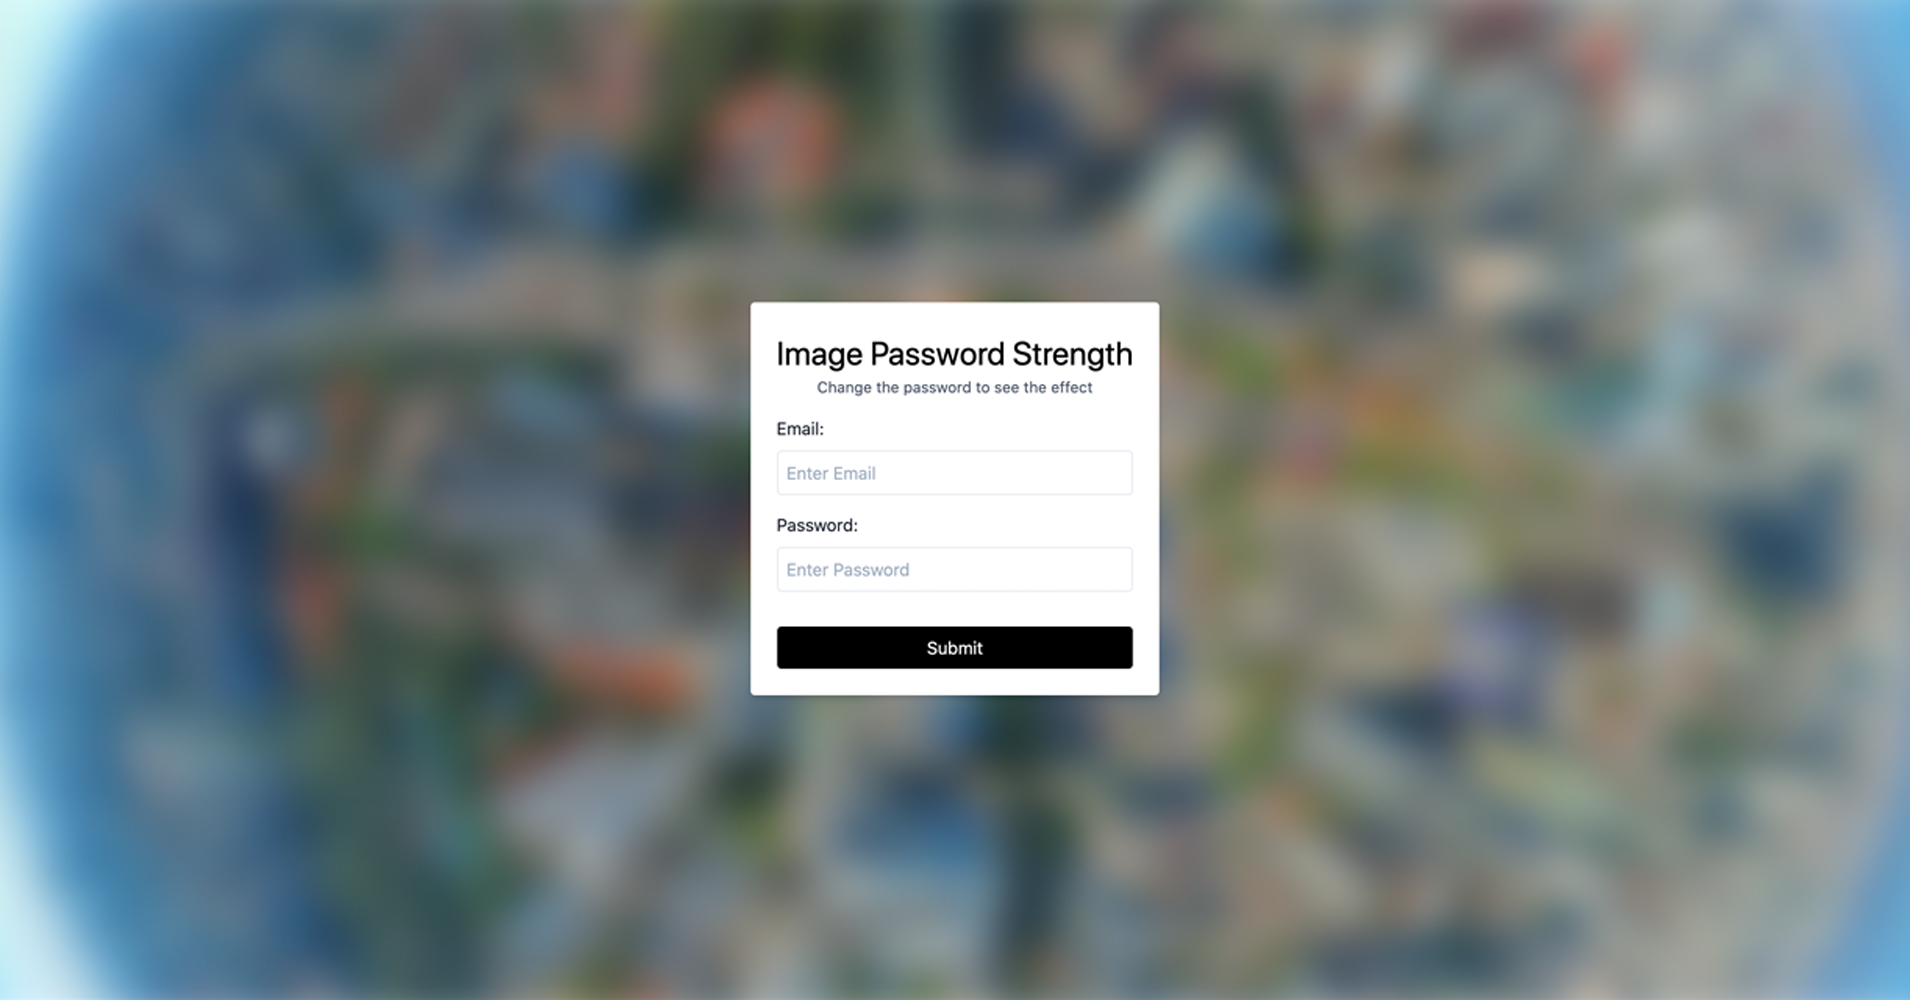 Image Password Strength
Change the password to see the effect
Email:
Enter Email
Password:
Enter Password
Submit